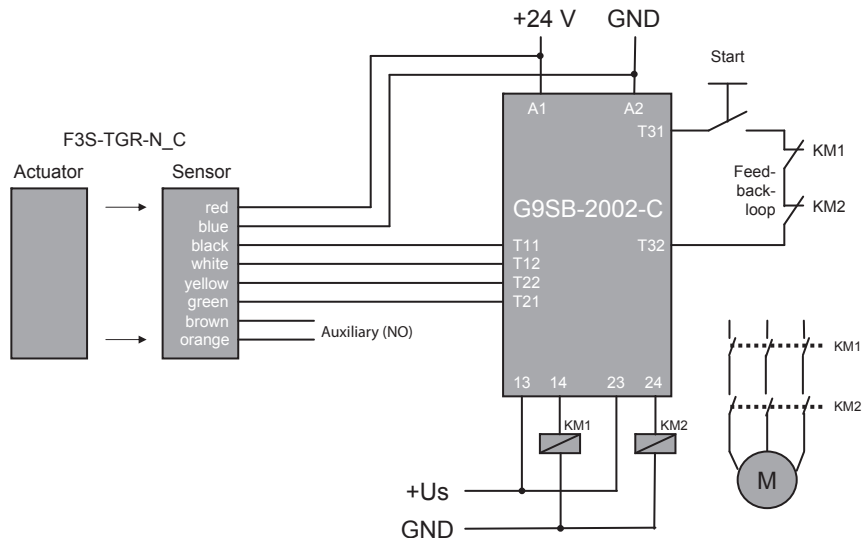 +24 V
GND
Start
A1
A2
T31
F3S-TGR-N_C
Actuator
Sensor
KM1
Feed-
back-
loop
KM2
G9SB-2002-C
red
blue
black
white
yellow
green
brown
orange
T11
T12
T22
T21
T32
Auxiliary (NO)
13
14
23
24
KM1
KM2
KM1
KM2
M
+Us
GND